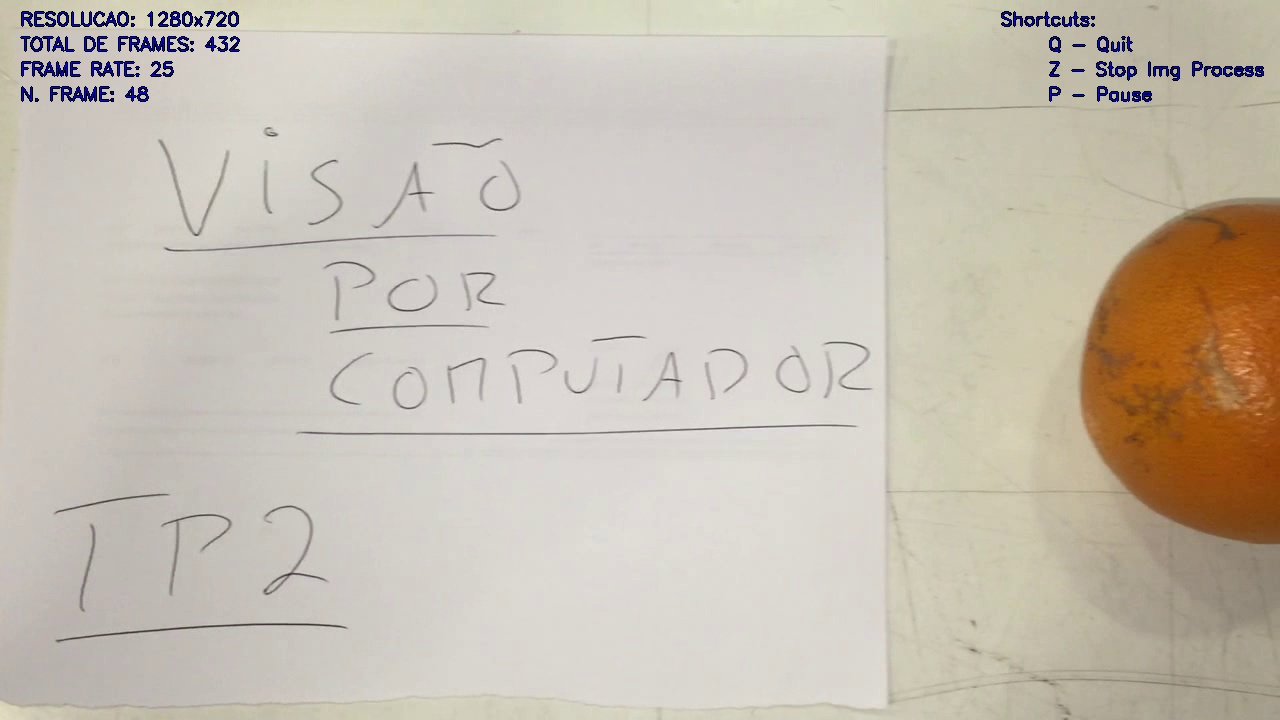 RESOLUCAO: 1280x720
TOTAL DE FRAMES: 432
FRAME RATE: 25
N. FRAME: 48
Shortcuts:
Q - Quit
Z - Stop Img Process
P - Pause
VISÃO
POR
COMPUTADOR
TP2